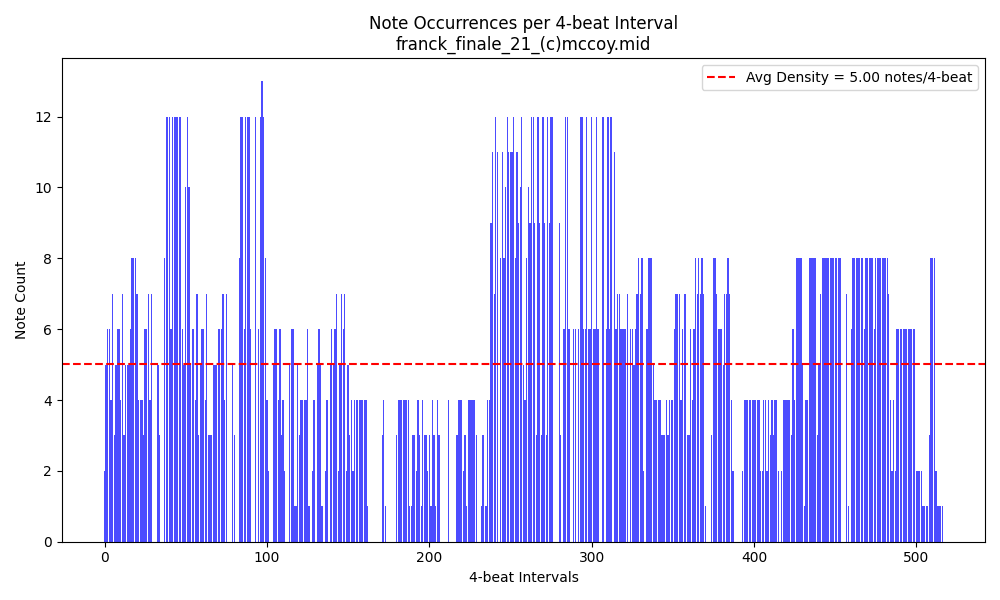 Note Occurrences per 4-beat Interval
franck_finale_21_(c)mccoy.mid
Avg Density = 5.00 notes/4-beat
Note Count
12
10
8
6
4
2
0
0 100 200 300 400 500
4-beat Intervals